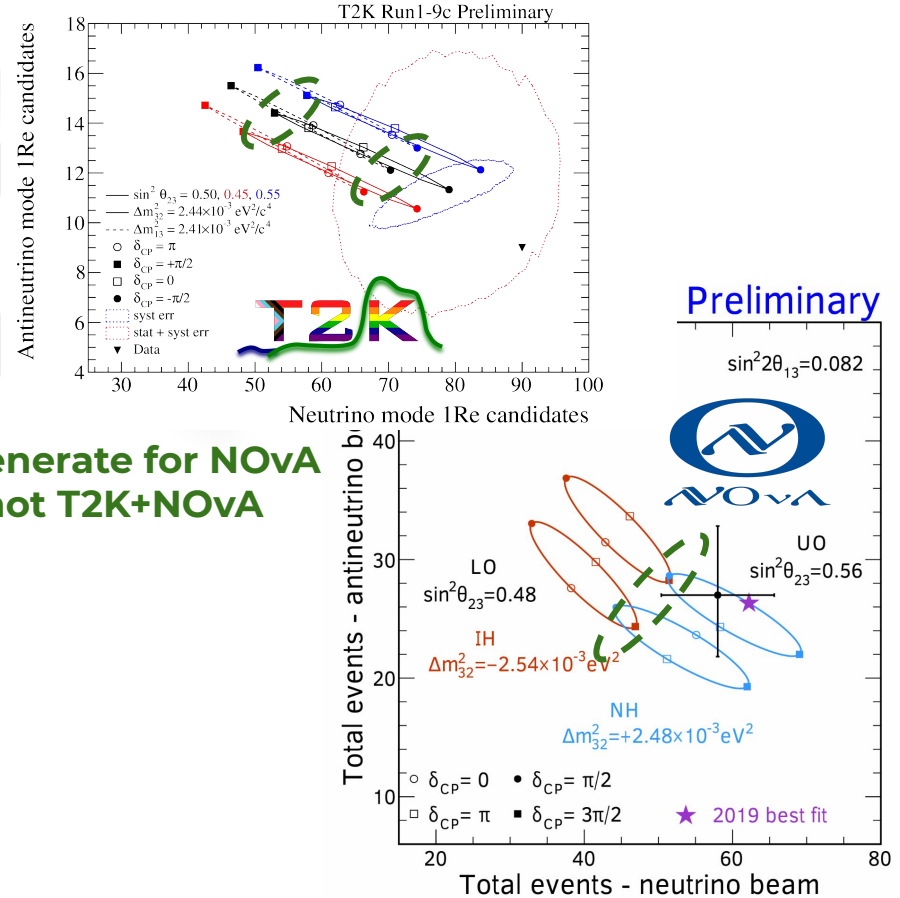 T2K Run1-9c Preliminary
Antineutrino mode 1Re candidates
18
16
14
12
10
8
6
4
sin² θ₂₃ = 0.50, 0.45, 0.55
Δm²₃₂ = 2.44×10⁻³ eV²/c⁴
Δm²₁₃ = 2.41×10⁻³ eV²/c⁴
δCP = π
δCP = +π/2
δCP = 0
δCP = -π/2
syst err
stat + syst err
Data
T2K
30 40 50 60 70 80 90 100
Neutrino mode 1Re candidates
enerate for NOvA
not T2K+NOvA
Preliminary
sin²2θ₁₃=0.082
NOvA
Total events - antineutrino b
40
30
20
10
UO
sin²θ₂₃=0.56
LO
sin²θ₂₃=0.48
IH
Δm²₃₂=−2.54×10⁻³eV²
NH
Δm²₃₂=+2.48×10⁻³eV²
δCP= 0
δCP= π/2
δCP= π
δCP= 3π/2
2019 best fit
20 40 60 80
Total events - neutrino beam